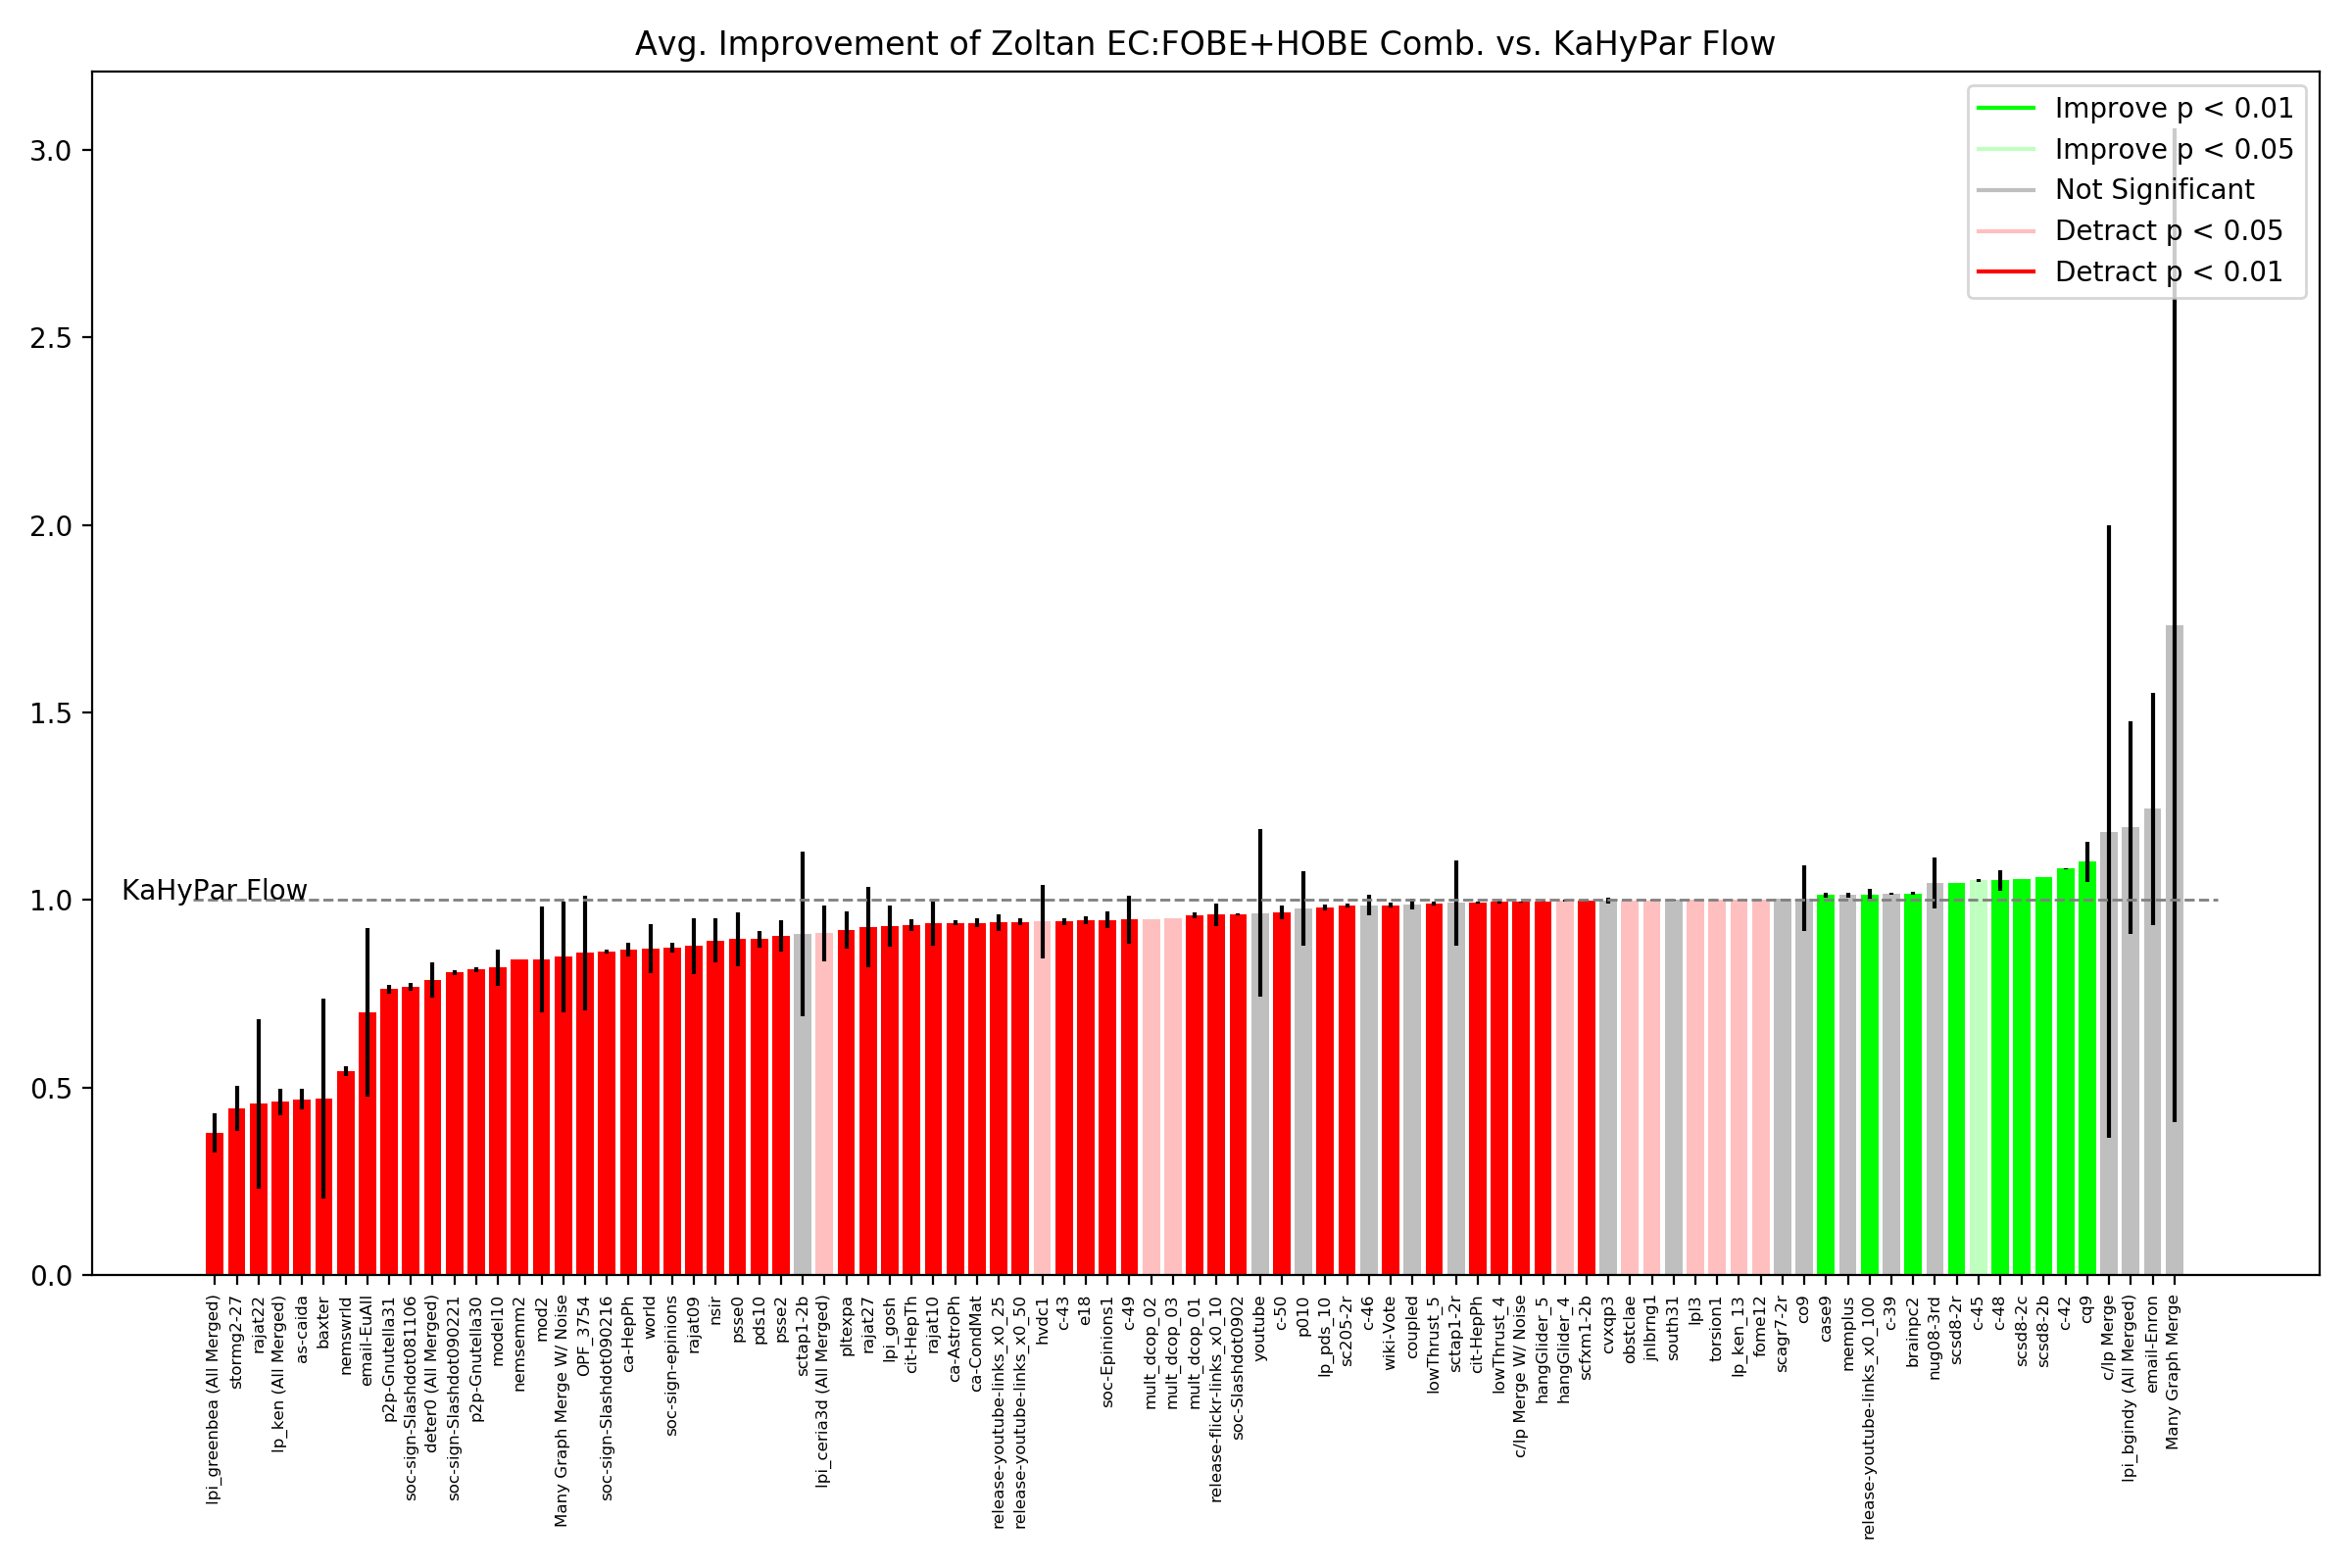 Avg. Improvement of Zoltan EC:FOBE+HOBE Comb. vs. KaHyPar Flow
Improve p < 0.01
Improve p < 0.05
Not Significant
Detract p < 0.05
Detract p < 0.01
3.0
2.5
2.0
1.5
1.0
0.5
0.0
KaHyPar Flow
lpi_greenbea (All Merged)
stormg2-27
rajat22
lp_ken (All Merged)
as-caida
baxter
nemswrld
email-EuAll
p2p-Gnutella31
soc-sign-Slashdot081106
deter0 (All Merged)
soc-sign-Slashdot090221
p2p-Gnutella30
model10
nemsemm2
mod2
Many Graph Merge W/ Noise
OPF_3754
soc-sign-Slashdot090216
ca-HepPh
world
soc-sign-epinions
rajat09
nsir
psse0
pds10
psse2
sctap1-2b
lpi_ceria3d (All Merged)
pltexpa
rajat27
lpi_gosh
cit-HepTh
rajat10
ca-AstroPh
ca-CondMat
release-youtube-links_x0_25
release-youtube-links_x0_50
hvdc1
c-43
e18
soc-Epinions1
c-49
mult_dcop_02
mult_dcop_03
mult_dcop_01
release-flickr-links_x0_10
soc-Slashdot0902
youtube
c-50
p010
lp_pds_10
sc205-2r
c-46
wiki-Vote
coupled
lowThrust_5
sctap1-2r
cit-HepPh
lowThrust_4
c/lp Merge W/ Noise
hangGlider_5
hangGlider_4
scfxm1-2b
cvxqp3
obstclae
jnlbrng1
south31
lpl3
torsion1
lp_ken_13
fome12
scagr7-2r
co9
case9
memplus
release-youtube-links_x0_100
c-39
brainpc2
nug08-3rd
scsd8-2r
c-45
c-48
scsd8-2c
scsd8-2b
c-42
cq9
c/lp Merge
lpi_bgindy (All Merged)
email-Enron
Many Graph Merge